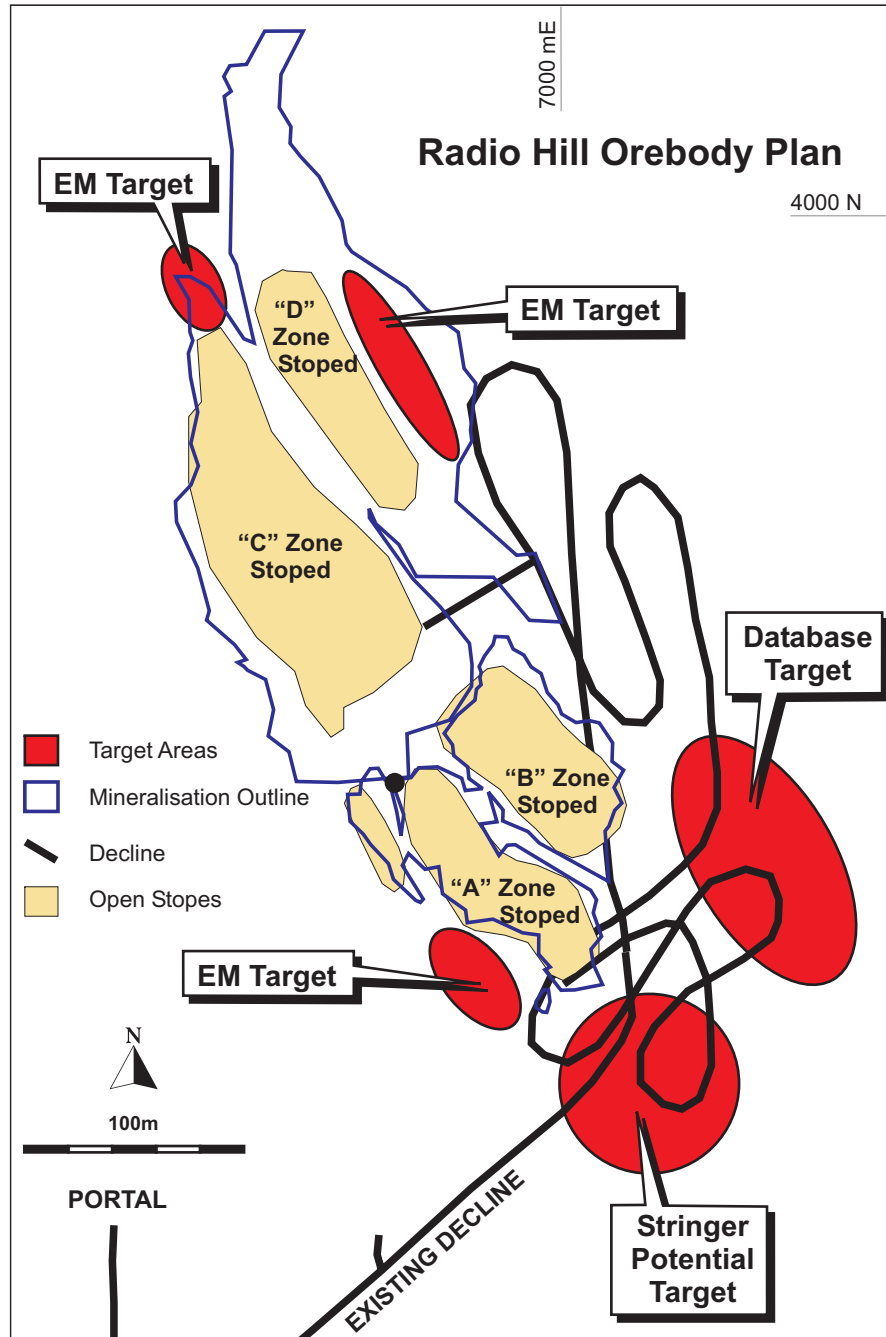 7000 mE
Radio Hill Orebody Plan
EM Target
4000 N
“D”
Zone
Stoped
EM Target
“C” Zone
Stoped
Database
Target
Target Areas
Mineralisation Outline
Decline
Open Stopes
“B” Zone
Stoped
“A” Zone
Stoped
EM Target
N
100m
PORTAL
EXISTING DECLINE
Stringer
Potential
Target